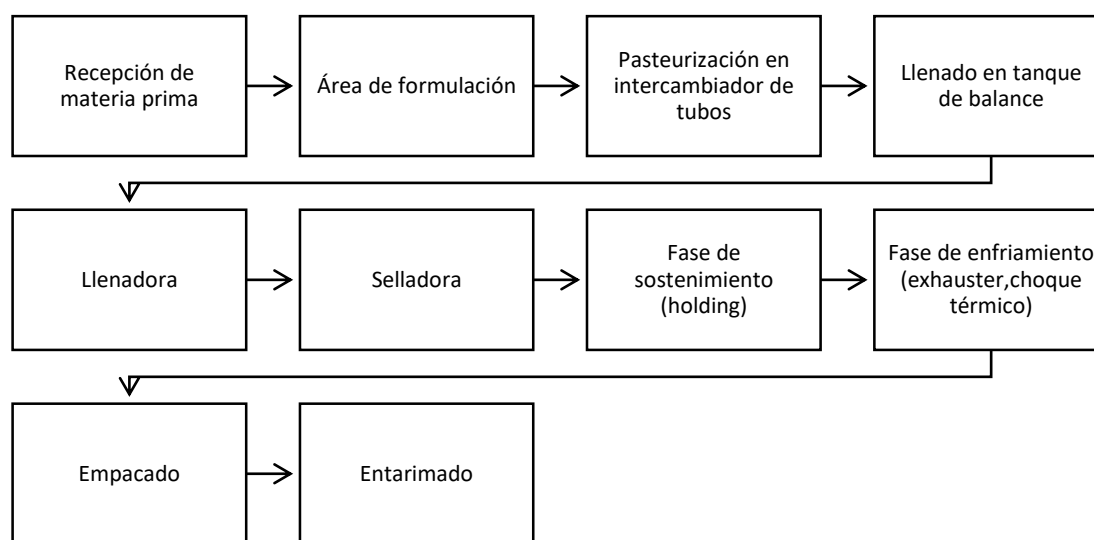 Recepción de
materia prima
Área de formulación
Pasteurización en
intercambiador de
tubos
Llenado en tanque
de balance
Llenadora
Selladora
Fase de
sostenimiento
(holding)
Fase de enfriamiento
(exhauster,choque
térmico)
Empacado
Entarimado